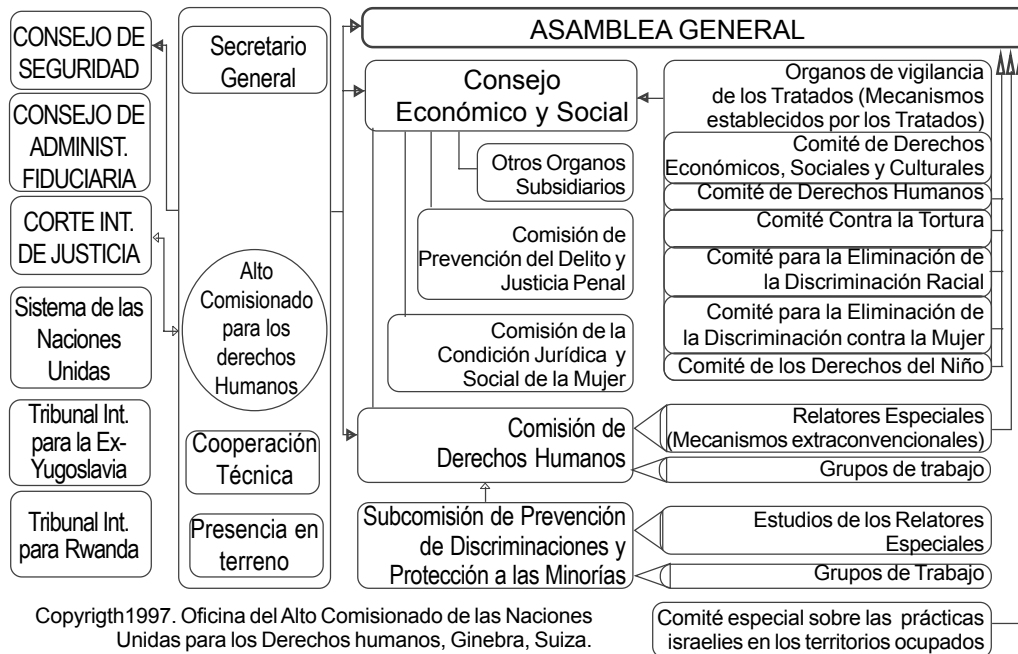 CONSEJO DE
SEGURIDAD
CONSEJO DE
ADMINIST.
FIDUCIARIA
CORTE INT.
DE JUSTICIA
Sistema de las
Naciones
Unidas
Tribunal Int.
para la Ex-
Yugoslavia
Tribunal Int.
para Rwanda
Secretario
General
Alto
Comisionado
para los
derechos
Humanos
Cooperación
Técnica
Presencia en
terreno
ASAMBLEA GENERAL
Consejo
Económico y Social
Otros Organos
Subsidiarios
Comisión de
Prevención del Delito y
Justicia Penal
Comisión de la
Condición Jurídica y
Social de la Mujer
Comisión de
Derechos Humanos
Subcomisión de Prevención
de Discriminaciones y
Protección a las Minorías
Organos de vigilancia
de los Tratados (Mecanismos
establecidos por los Tratados)
Comité de Derechos
Económicos, Sociales y Culturales
Comité de Derechos Humanos
Comité Contra la Tortura
Comité para la Eliminación de
la Discriminación Racial
Comité para la Eliminación de
la Discriminación contra la Mujer
Comité de los Derechos del Niño
Relatores Especiales
(Mecanismos extraconvencionales)
Grupos de trabajo
Estudios de los Relatores
Especiales
Grupos de Trabajo
Comité especial sobre las prácticas
israelies en los territorios ocupados
Copyrigth1997. Oficina del Alto Comisionado de las Naciones
Unidas para los Derechos humanos, Ginebra, Suiza.